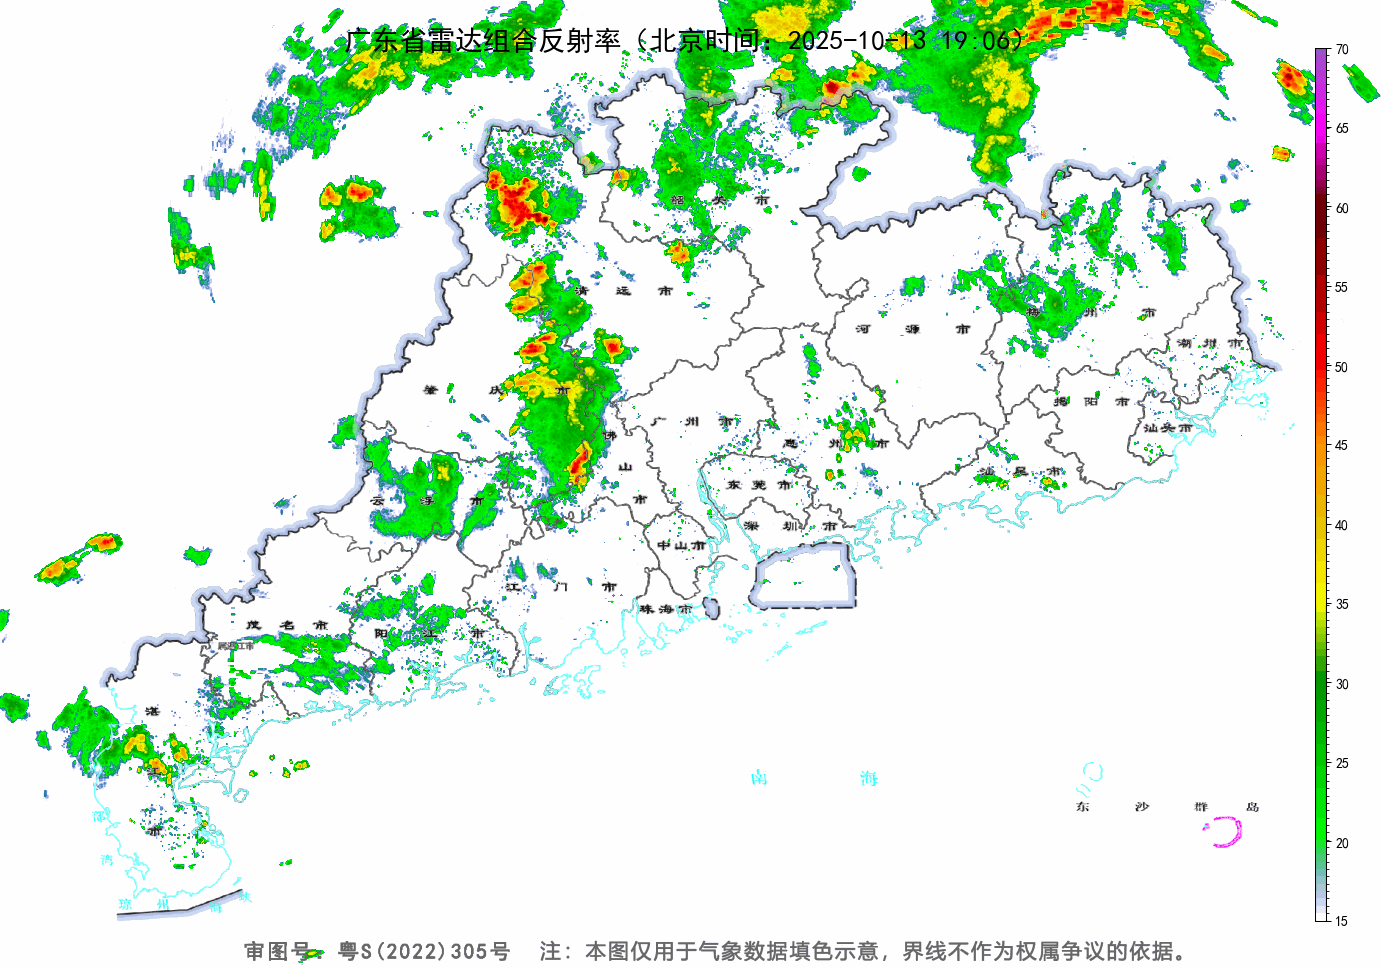 广东省雷达组合反射率（北京时间：2025-10-13 19:06）
70
65
60
55
50
45
40
35
30
25
20
15
韶 关 市
清 远 市
河 源 市
梅 州 市
潮 州 市
肇 庆 市
广 州 市
佛 山 市
惠 州 市
揭 阳 市
汕头市
汕 尾 市
东 莞 市
深 圳 市
云 浮 市
中山市
江 门 市
珠海市
茂 名 市
阳 江 市
属湛江市
湛 江 市
南 海
东 沙 群 岛
部 湾
琼 州 海 峡
审图号：粤S(2022)305号 注：本图仅用于气象数据填色示意，界线不作为权属争议的依据。